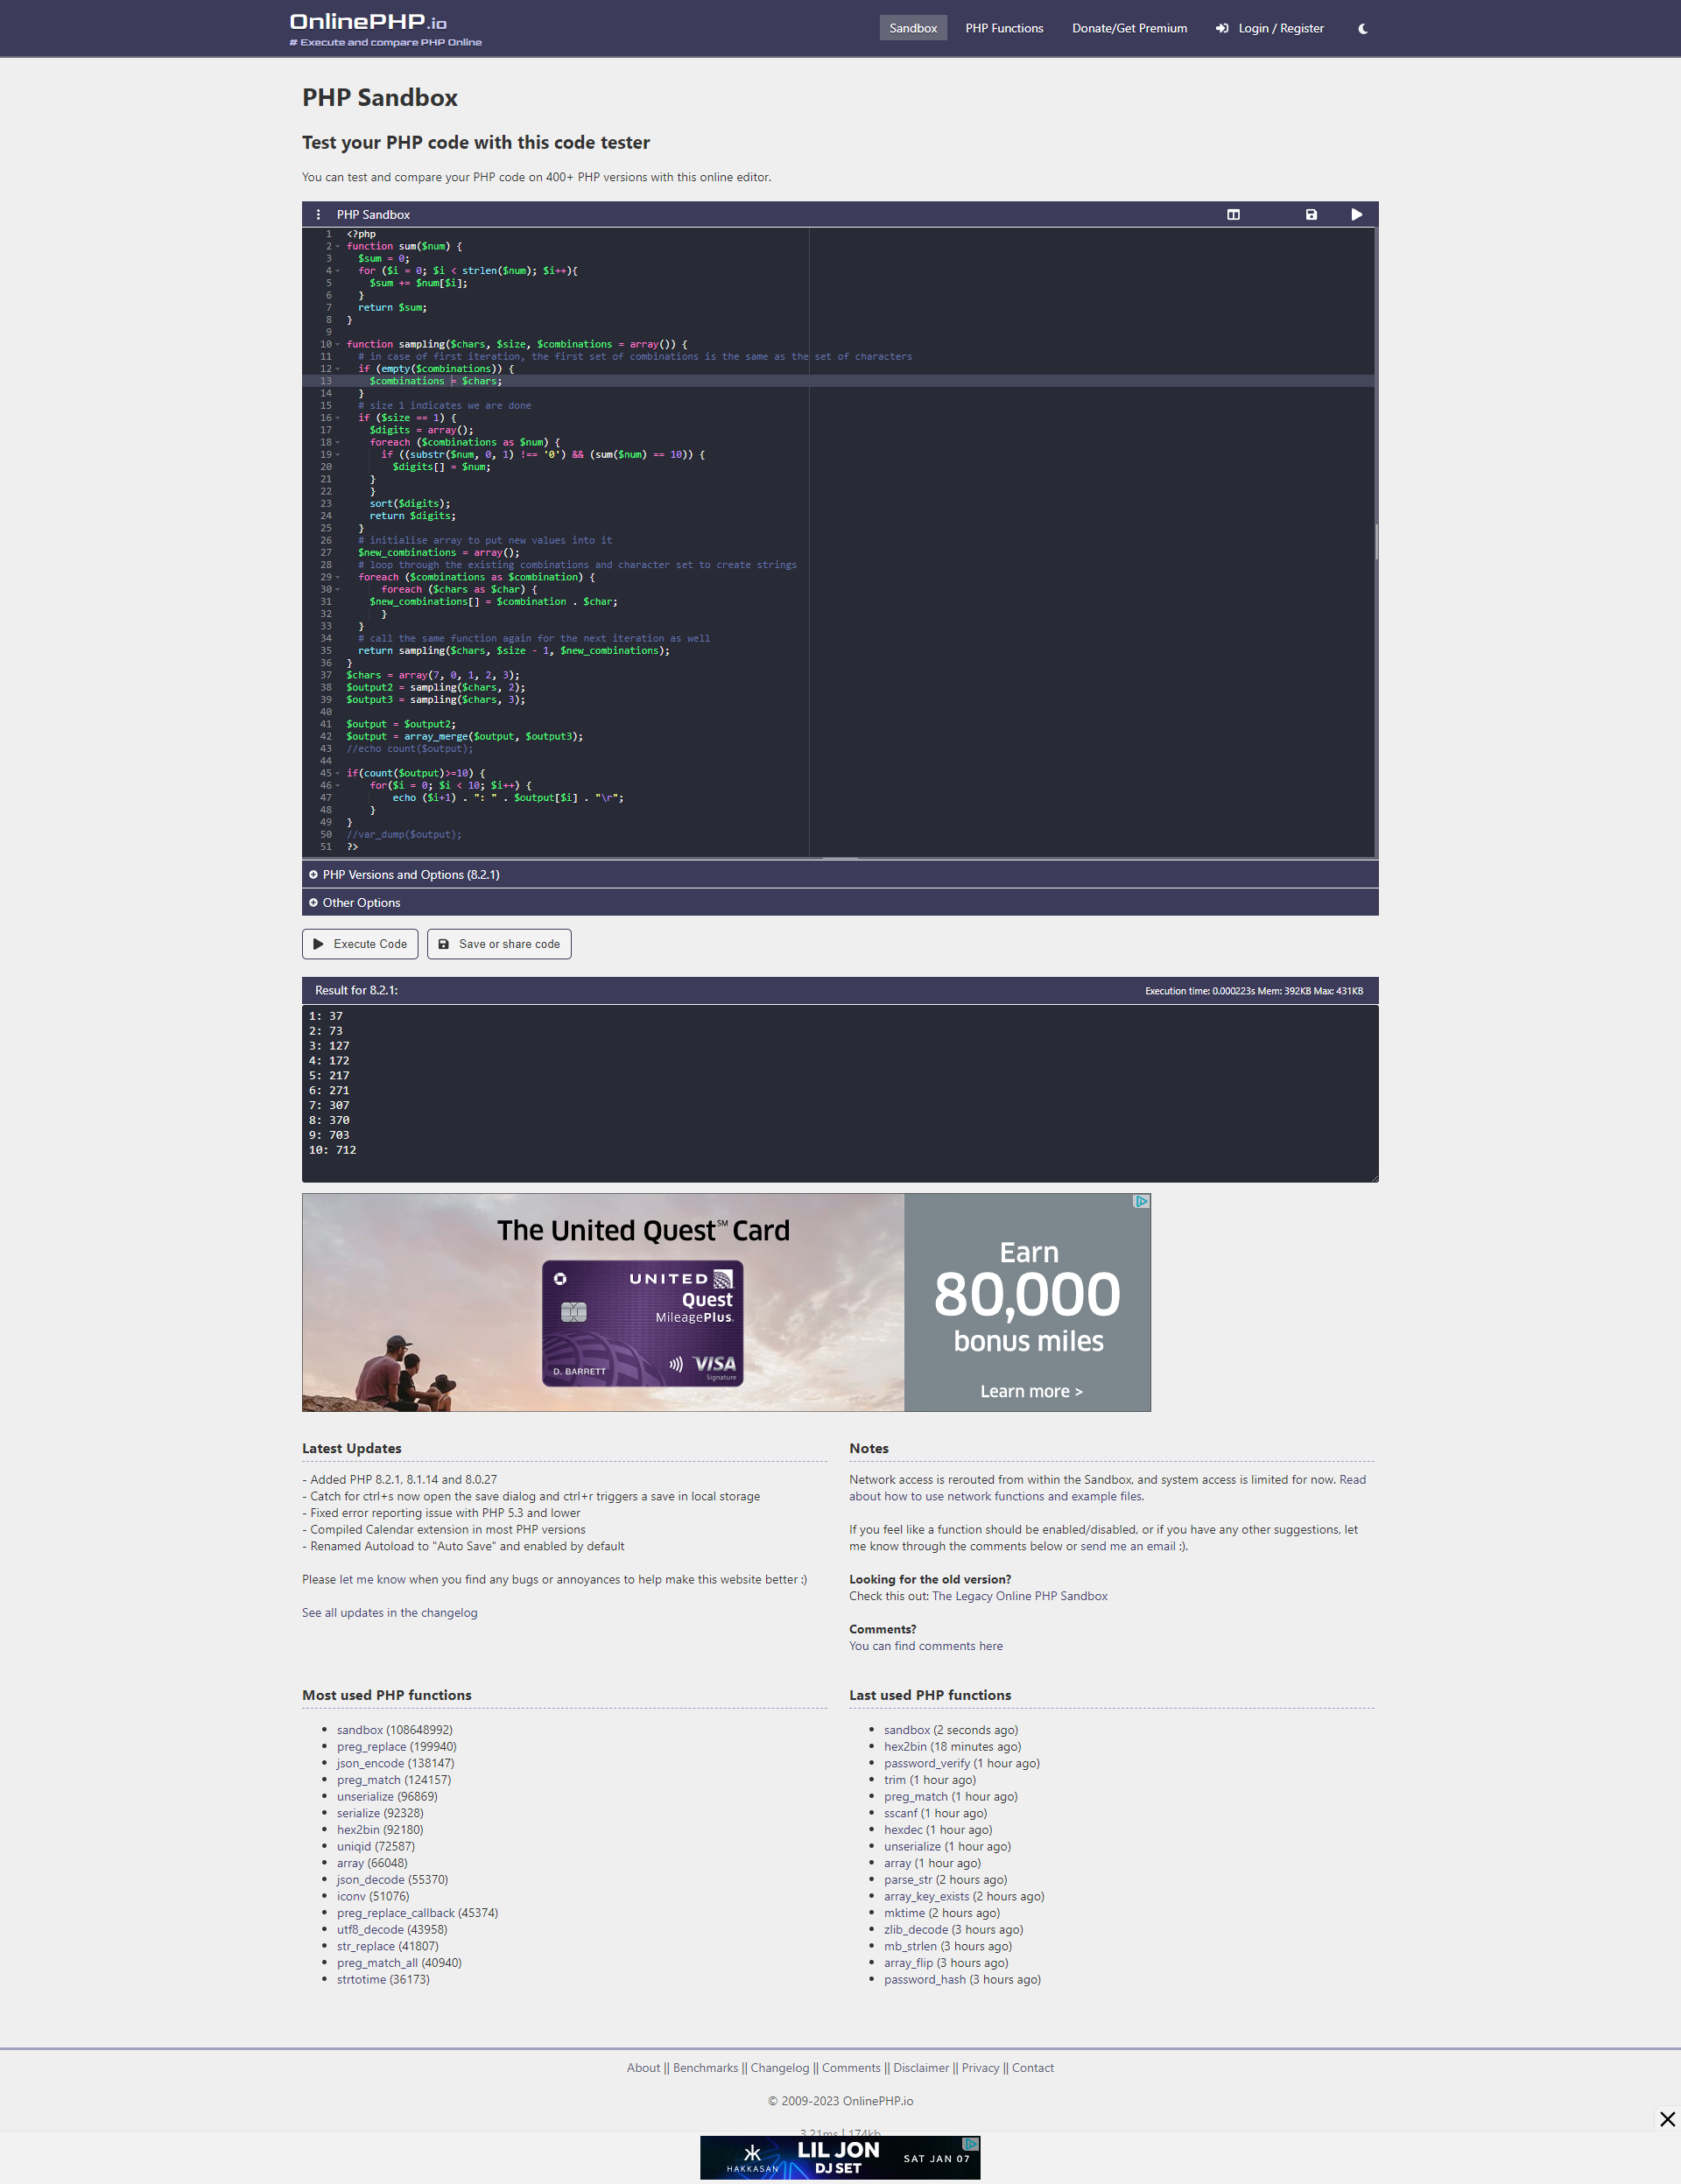 OnlinePHP.io
# Execute and compare PHP Online
Sandbox
PHP Functions
Donate/Get Premium
Login / Register
PHP Sandbox
Test your PHP code with this code tester
You can test and compare your PHP code on 400+ PHP versions with this online editor.
PHP Sandbox
1 <?php
2 function sum($num) {
3   $sum = 0;
4   for ($i = 0; $i < strlen($num); $i++){
5     $sum += $num[$i];
6   }
7   return $sum;
8 }
9
10 function sampling($chars, $size, $combinations = array()) {
11   # in case of first iteration, the first set of combinations is the same as the set of characters
12   if (empty($combinations)) {
13     $combinations = $chars;
14   }
15   # size 1 indicates we are done
16   if ($size == 1) {
17     $digits = array();
18     foreach ($combinations as $num) {
19       if ((substr($num, 0, 1) !== '0') && (sum($num) == 10)) {
20         $digits[] = $num;
21     }
22     }
23     sort($digits);
24     return $digits;
25   }
26   # initialise array to put new values into it
27   $new_combinations = array();
28   # loop through the existing combinations and character set to create strings
29   foreach ($combinations as $combination) {
30       foreach ($chars as $char) {
31     $new_combinations[] = $combination . $char;
32       }
33   }
34   # call the same function again for the next iteration as well
35   return sampling($chars, $size - 1, $new_combinations);
36 }
37 $chars = array(7, 0, 1, 2, 3);
38 $output2 = sampling($chars, 2);
39 $output3 = sampling($chars, 3);
40
41 $output = $output2;
42 $output = array_merge($output, $output3);
43 //echo count($output);
44
45 if(count($output)>=10) {
46     for($i = 0; $i < 10; $i++) {
47         echo ($i+1) . ": " . $output[$i] . "\r";
48     }
49 }
50 //var_dump($output);
51 ?>
PHP Versions and Options (8.2.1)
Other Options
Execute Code
Save or share code
Result for 8.2.1:
Execution time: 0.000223s Mem: 392KB Max: 431KB
1: 37
2: 73
3: 127
4: 172
5: 217
6: 271
7: 307
8: 370
9: 703
10: 712
The United Quest℠ Card
UNITED
Quest
MileagePlus
D. BARRETT
VISA
Signature
Earn
80,000
bonus miles
Learn more >
Latest Updates
- Added PHP 8.2.1, 8.1.14 and 8.0.27
- Catch for ctrl+s now open the save dialog and ctrl+r triggers a save in local storage
- Fixed error reporting issue with PHP 5.3 and lower
- Compiled Calendar extension in most PHP versions
- Renamed Autoload to "Auto Save" and enabled by default
Please let me know when you find any bugs or annoyances to help make this website better :)
See all updates in the changelog
Notes
Network access is rerouted from within the Sandbox, and system access is limited for now. Read
about how to use network functions and example files.
If you feel like a function should be enabled/disabled, or if you have any other suggestions, let
me know through the comments below or send me an email :).
Looking for the old version?
Check this out: The Legacy Online PHP Sandbox
Comments?
You can find comments here
Most used PHP functions
sandbox (108648992)
preg_replace (199940)
json_encode (138147)
preg_match (124157)
unserialize (96869)
serialize (92328)
hex2bin (92180)
uniqid (72587)
array (66048)
json_decode (55370)
iconv (51076)
preg_replace_callback (45374)
utf8_decode (43958)
str_replace (41807)
preg_match_all (40940)
strtotime (36173)
Last used PHP functions
sandbox (2 seconds ago)
hex2bin (18 minutes ago)
password_verify (1 hour ago)
trim (1 hour ago)
preg_match (1 hour ago)
sscanf (1 hour ago)
hexdec (1 hour ago)
unserialize (1 hour ago)
array (1 hour ago)
parse_str (2 hours ago)
array_key_exists (2 hours ago)
mktime (2 hours ago)
zlib_decode (3 hours ago)
mb_strlen (3 hours ago)
array_flip (3 hours ago)
password_hash (3 hours ago)
About || Benchmarks || Changelog || Comments || Disclaimer || Privacy || Contact
© 2009-2023 OnlinePHP.io
3.21ms | 174kb
HAKKASAN
LIL JON
DJ SET
SAT JAN 07